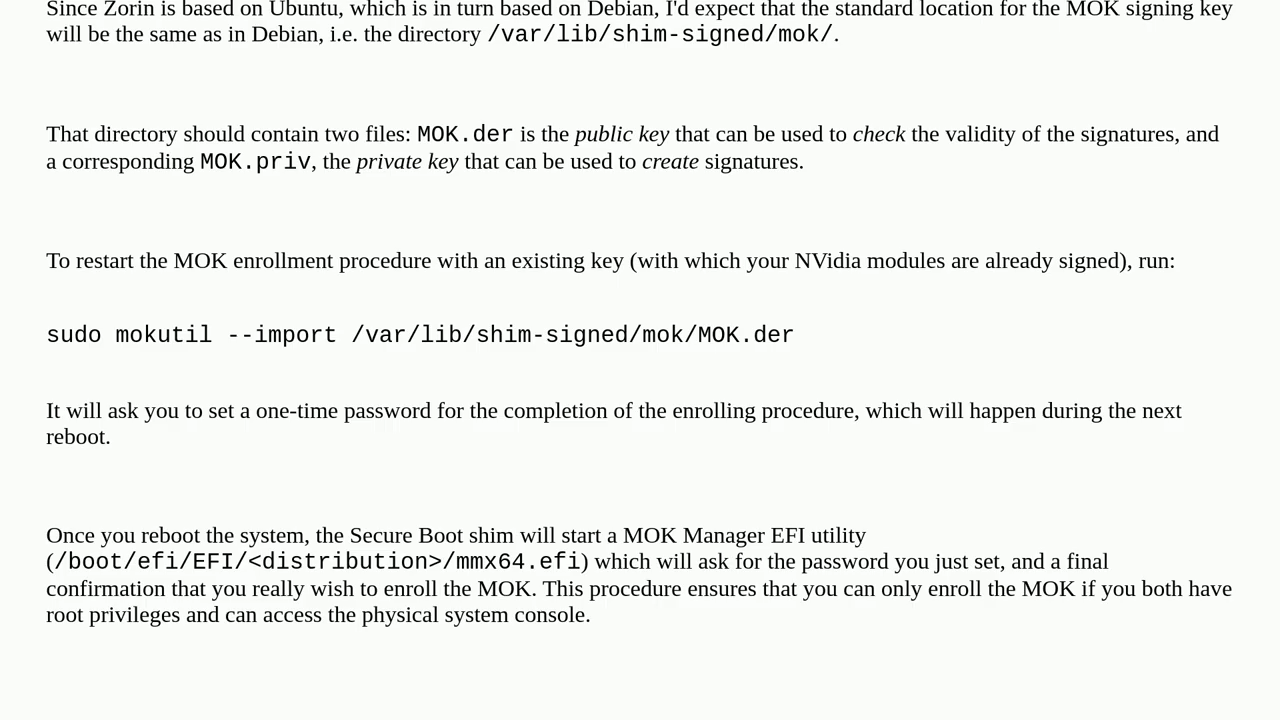 Since Zorin is based on Ubuntu, which is in turn based on Debian, I'd expect that the standard location for the MOK signing key
will be the same as in Debian, i.e. the directory /var/lib/shim-signed/mok/.
That directory should contain two files: MOK.der is the public key that can be used to check the validity of the signatures, and
a corresponding MOK.priv, the private key that can be used to create signatures.
To restart the MOK enrollment procedure with an existing key (with which your NVidia modules are already signed), run:
sudo mokutil --import /var/lib/shim-signed/mok/MOK.der
It will ask you to set a one-time password for the completion of the enrolling procedure, which will happen during the next
reboot.
Once you reboot the system, the Secure Boot shim will start a MOK Manager EFI utility
(/boot/efi/EFI/<distribution>/mmx64.efi) which will ask for the password you just set, and a final
confirmation that you really wish to enroll the MOK. This procedure ensures that you can only enroll the MOK if you both have
root privileges and can access the physical system console.